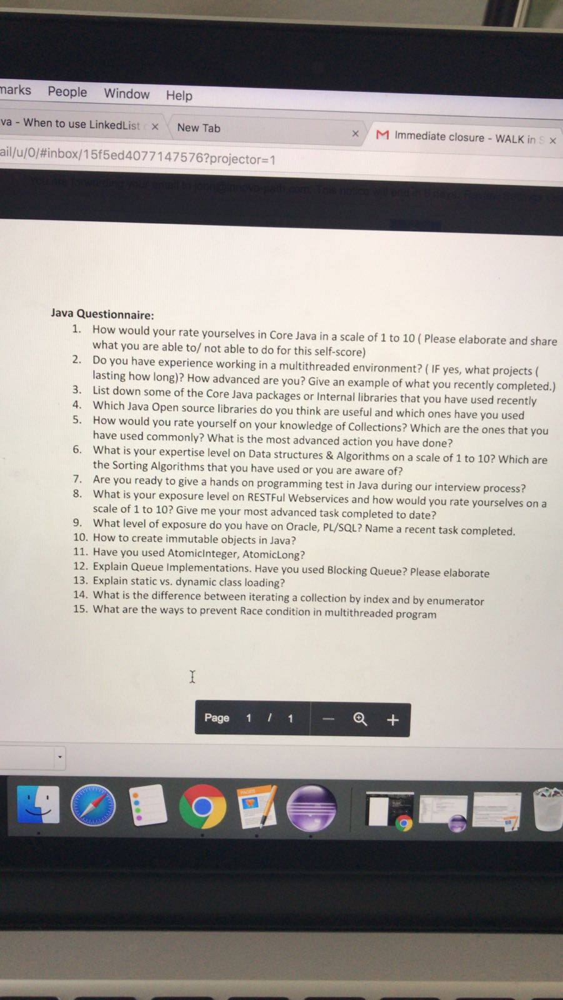 marks People Window Help
va - When to use LinkedList
New Tab
Immediate closure - WALK in S
ail/u/0/#inbox/15f5ed4077147576?projector=1
You are forwarding your email to john@innova-path.com. This notice will end in 5 days.
Java Questionnaire:
1. How would your rate yourselves in Core Java in a scale of 1 to 10 ( Please elaborate and share
what you are able to/ not able to do for this self-score)
2. Do you have experience working in a multithreaded environment? ( IF yes, what projects (
lasting how long)? How advanced are you? Give an example of what you recently completed.)
3. List down some of the Core Java packages or Internal libraries that you have used recently
4. Which Java Open source libraries do you think are useful and which ones have you used
5. How would you rate yourself on your knowledge of Collections? Which are the ones that you
have used commonly? What is the most advanced action you have done?
6. What is your expertise level on Data structures & Algorithms on a scale of 1 to 10? Which are
the Sorting Algorithms that you have used or you are aware of?
7. Are you ready to give a hands on programming test in Java during our interview process?
8. What is your exposure level on RESTFul Webservices and how would you rate yourselves on a
scale of 1 to 10? Give me your most advanced task completed to date?
9. What level of exposure do you have on Oracle, PL/SQL? Name a recent task completed.
10. How to create immutable objects in Java?
11. Have you used AtomicInteger, AtomicLong?
12. Explain Queue Implementations. Have you used Blocking Queue? Please elaborate
13. Explain static vs. dynamic class loading?
14. What is the difference between iterating a collection by index and by enumerator
15. What are the ways to prevent Race condition in multithreaded program
Page 1 / 1
PAGES